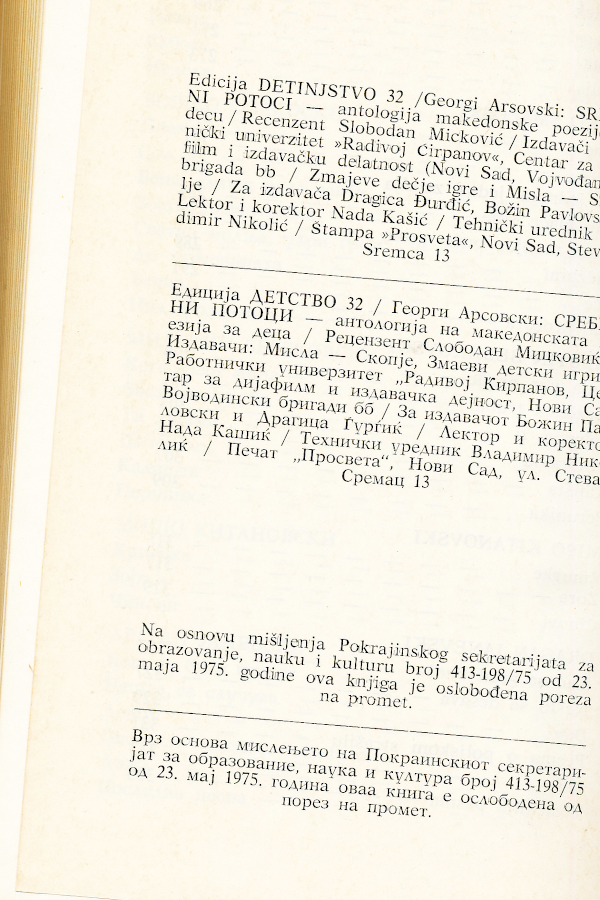 Edicija DETINJSTVO 32 /Georgi Arsovski: SR
NI POTOCI — antologija makedonske poezij
decu / Recenzent Slobodan Micković / Izdavači
nički univerzitet »Radivoj Ćirpanov«, Centar za
film i izdavačku delatnost (Novi Sad, Vojvođan
brigada bb / Zmajeve dečje igre i Misla — S
lje / Za izdavača Dragica Đurđić, Božin Pavlovs
Lektor i korektor Nada Kašić / Tehnički urednik
dimir Nikolić / Štampa »Prosveta«, Novi Sad, Stev
Sremca 13
Едиција ДЕТСТВО 32 / Георги Арсовски: СРЕБ
НИ ПОТОЦИ — антологија на македонската
езија за деца / Рецензент Слободан Мицковиќ
Издавачи: Мисла — Скопје, Змаеви детски игри
Работнички универзитет „Радивој Кирпанов, Це
тар за дијафилм и издавачка дејност, Нови Са
Војводински бригади бб / За издавачот Божин Па
ловски и Драгица Ѓурѓиќ / Лектор и коректо
Нада Кашиќ / Технички уредник Владимир Нико
лиќ / Печат „Просвета“, Нови Сад, ул. Стева
Сремац 13
Na osnovu mišljenja Pokrajinskog sekretarijata za
obrazovanje, nauku i kulturu broj 413-198/75 od 23.
maja 1975. godine ova knjiga je oslobođena poreza
na promet.
Врз основа мислењето на Покраинскиот секретари-
јат за образование, наука и култура број 413-198/75
од 23. мај 1975. година оваа книга е ослободена од
порез на промет.